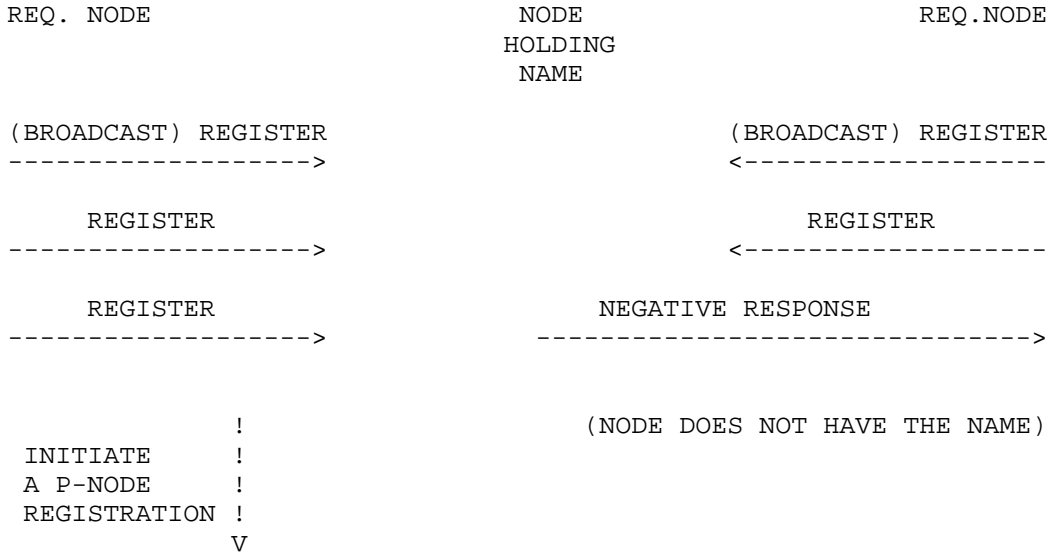 REQ. NODE                       NODE                    REQ.NODE
                               HOLDING
                                NAME
(BROADCAST) REGISTER                         (BROADCAST) REGISTER
------------------->                          <-------------------
     REGISTER                                     REGISTER
------------------->                          <-------------------
     REGISTER                        NEGATIVE RESPONSE
------------------->             ------------------------------->
              !                     (NODE DOES NOT HAVE THE NAME)
 INITIATE     !
 A P-NODE     !
 REGISTRATION !
              V